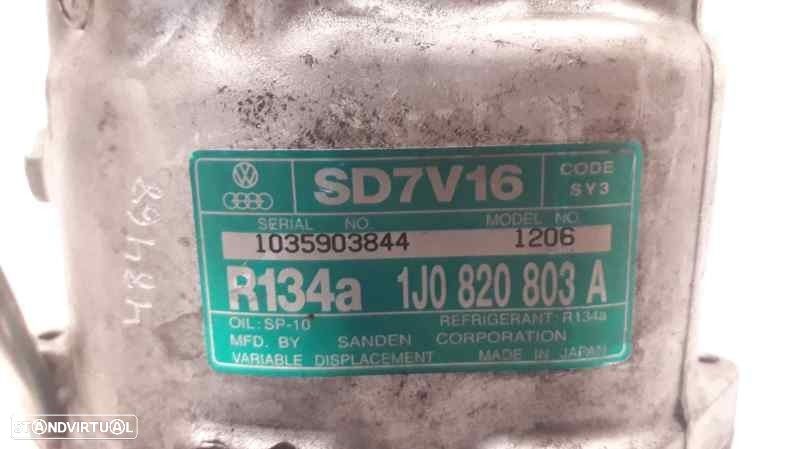 SD7V16
CODE
SY3
SERIAL NO.
MODEL NO.
1035903844
1206
R134a
1J0 820 803 A
OIL: SP-10
REFRIGERANT: R134a
MFD. BY SANDEN CORPORATION
VARIABLE DISPLACEMENT
MADE IN JAPAN
48468
STANDVIRTUAL